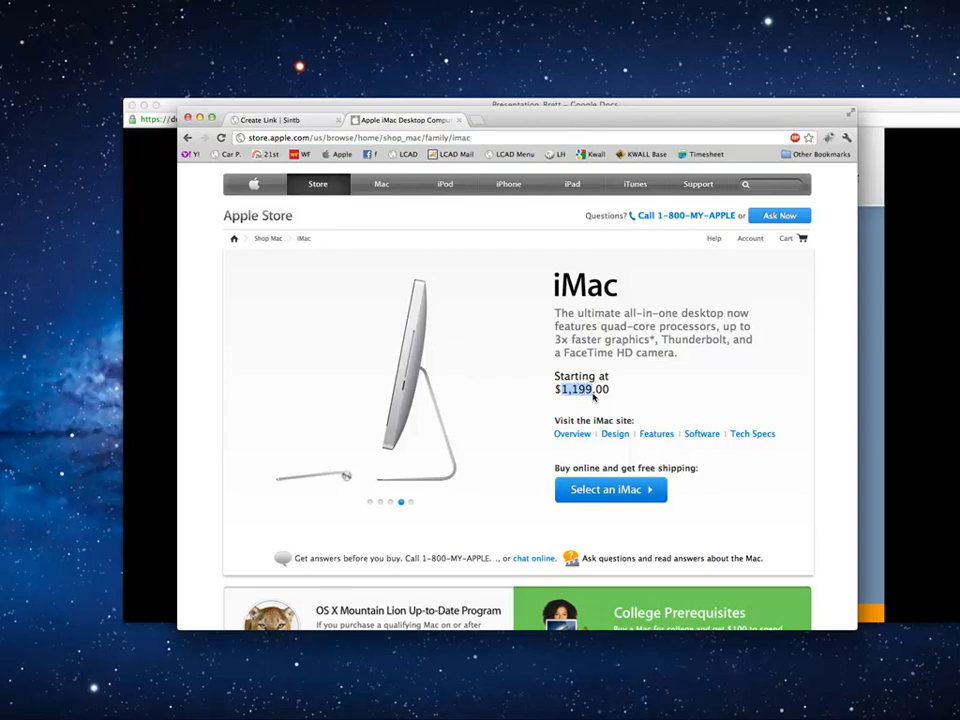 Presentation_Brett – Google Docs
Create Link | Sintb
Apple iMac Desktop Compu
https://d
store.apple.com/us/browse/home/shop_mac/family/imac
Y!
Car P.
21st
WF
Apple
f
LCAD
LCAD Mail
LCAD Menu
LH
Kwall
KWALL Base
Timesheet
Other Bookmarks
Store
Mac
iPod
iPhone
iPad
iTunes
Support
Apple Store
Questions? Call 1-800-MY-APPLE or
Ask Now
Shop Mac
iMac
Help
Account
Cart
iMac
The ultimate all-in-one desktop now
features quad-core processors, up to
3x faster graphics*, Thunderbolt, and
a FaceTime HD camera.
Starting at
$1,199.00
Visit the iMac site:
Overview | Design | Features | Software | Tech Specs
Buy online and get free shipping:
Select an iMac
Get answers before you buy. Call 1-800-MY-APPLE. ., or chat online.
Ask questions and read answers about the Mac.
OS X Mountain Lion Up-to-Date Program
If you purchase a qualifying Mac on or after
College Prerequisites
Buy a Mac for college and get $100 to spend